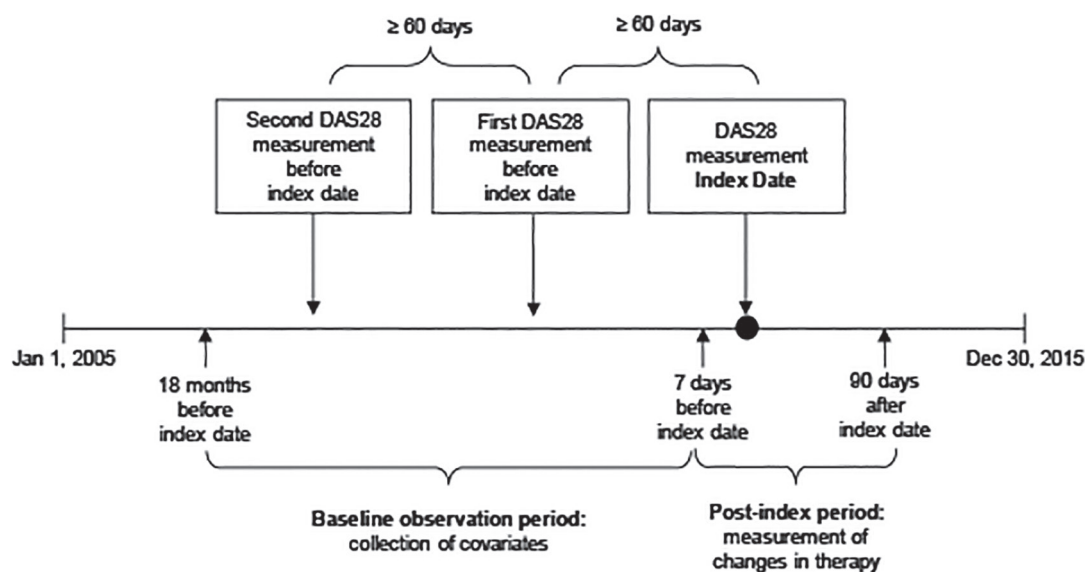 ≥ 60 days
≥ 60 days
Second DAS28
measurement
before
index date
First DAS28
measurement
before
index date
DAS28
measurement
Index Date
Jan 1, 2005
Dec 30, 2015
18 months
before
index date
7 days
before
index date
90 days
after
index date
Baseline observation period:
collection of covariates
Post-index period:
measurement of
changes in therapy